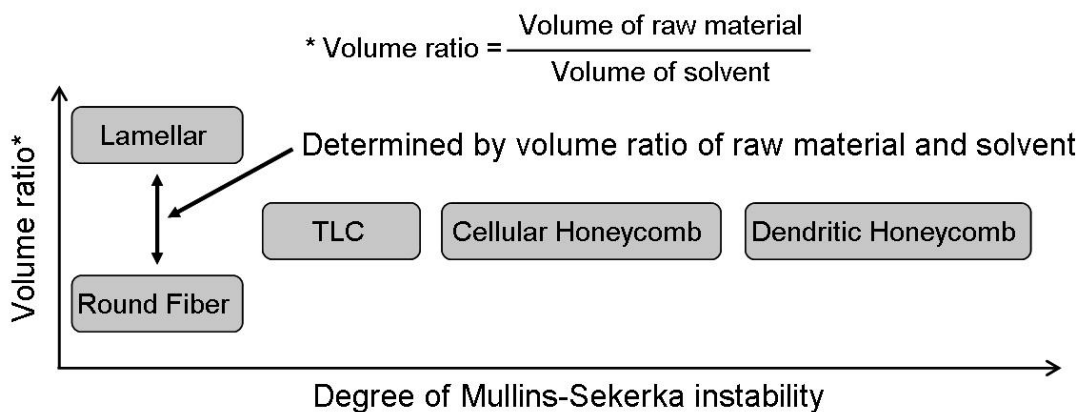 * Volume ratio = Volume of raw material
Volume of solvent
Lamellar
Determined by volume ratio of raw material and solvent
TLC
Cellular Honeycomb
Dendritic Honeycomb
Round Fiber
Volume ratio*
Degree of Mullins-Sekerka instability